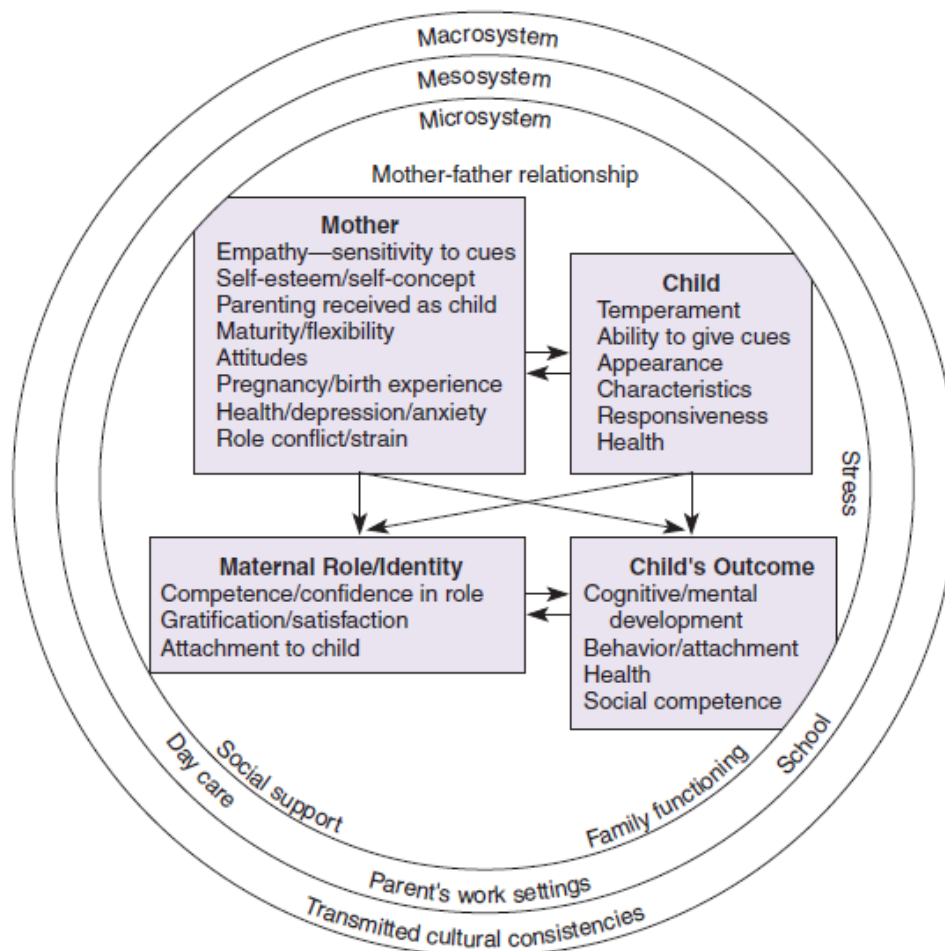 Macrosystem
Mesosystem
Microsystem
Mother-father relationship
Mother
Empathy—sensitivity to cues
Self-esteem/self-concept
Parenting received as child
Maturity/flexibility
Attitudes
Pregnancy/birth experience
Health/depression/anxiety
Role conflict/strain
Child
Temperament
Ability to give cues
Appearance
Characteristics
Responsiveness
Health
Stress
Maternal Role/Identity
Competence/confidence in role
Gratification/satisfaction
Attachment to child
Child's Outcome
Cognitive/mental
development
Behavior/attachment
Health
Social competence
Social support
Family functioning
Day care
Parent's work settings
School
Transmitted cultural consistencies